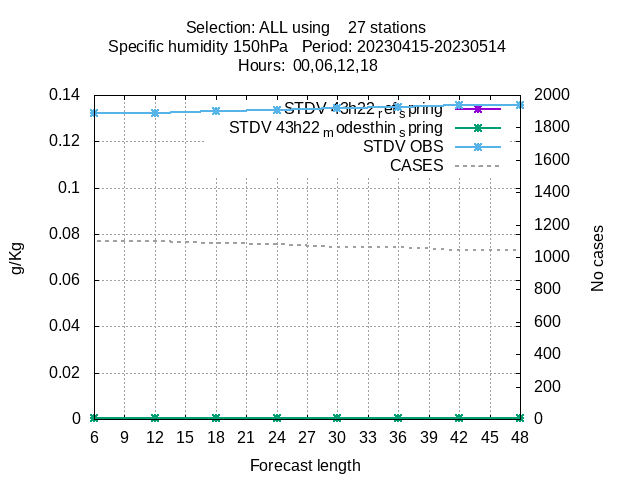 Selection: ALL using    27 stations
Specific humidity 150hPa   Period: 20230415-20230514
Hours: 00,06,12,18
0.14
0.12
0.1
0.08
0.06
0.04
0.02
0
g/Kg
STDV 43h22refspring
STDV 43h22modesthinspring
STDV OBS
CASES
2000
1800
1600
1400
1200
1000
800
600
400
200
0
No cases
6 9 12 15 18 21 24 27 30 33 36 39 42 45 48
Forecast length